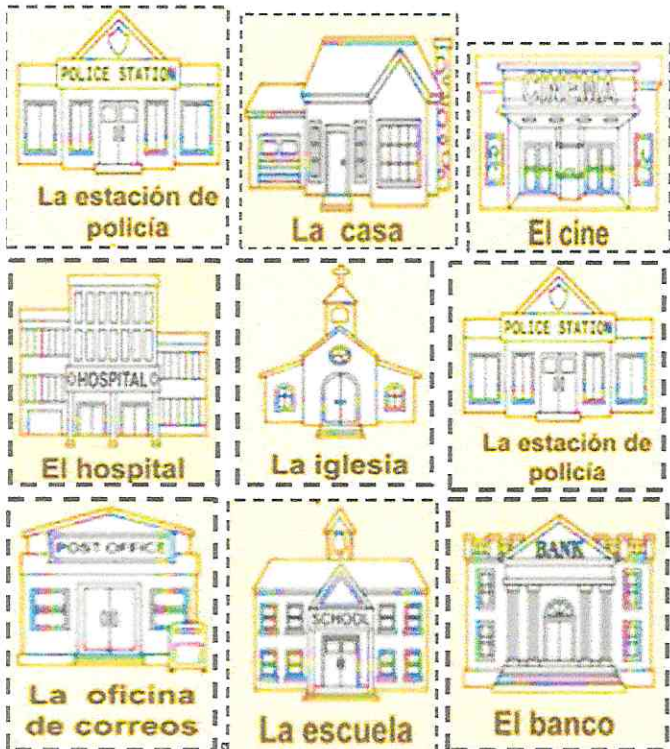 POLICE STATION
La estación de
policía
La casa
CINEMA
El cine
HOSPITAL
El hospital
La iglesia
POLICE STATION
La estación de
policía
POST OFFICE
La oficina
de correos
SCHOOL
La escuela
BANK
El banco